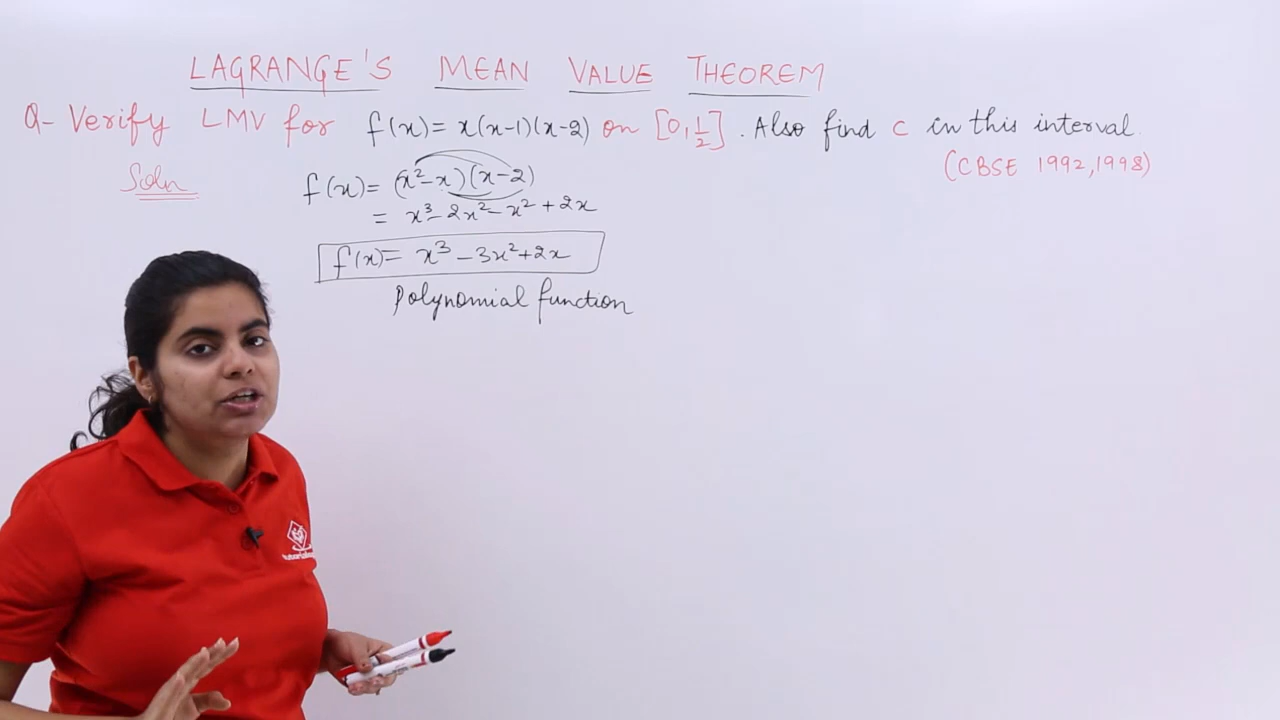 LAGRANGE'S MEAN VALUE THEOREM
Q- Verify LMV for f(x) = x(x-1)(x-2) on [0, 1/2]. Also find c in this interval.
(CBSE 1992, 1998)
Soln
f(x) = (x² - x)(x - 2)
= x³ - 2x² - x² + 2x
f(x) = x³ - 3x² + 2x
Polynomial function